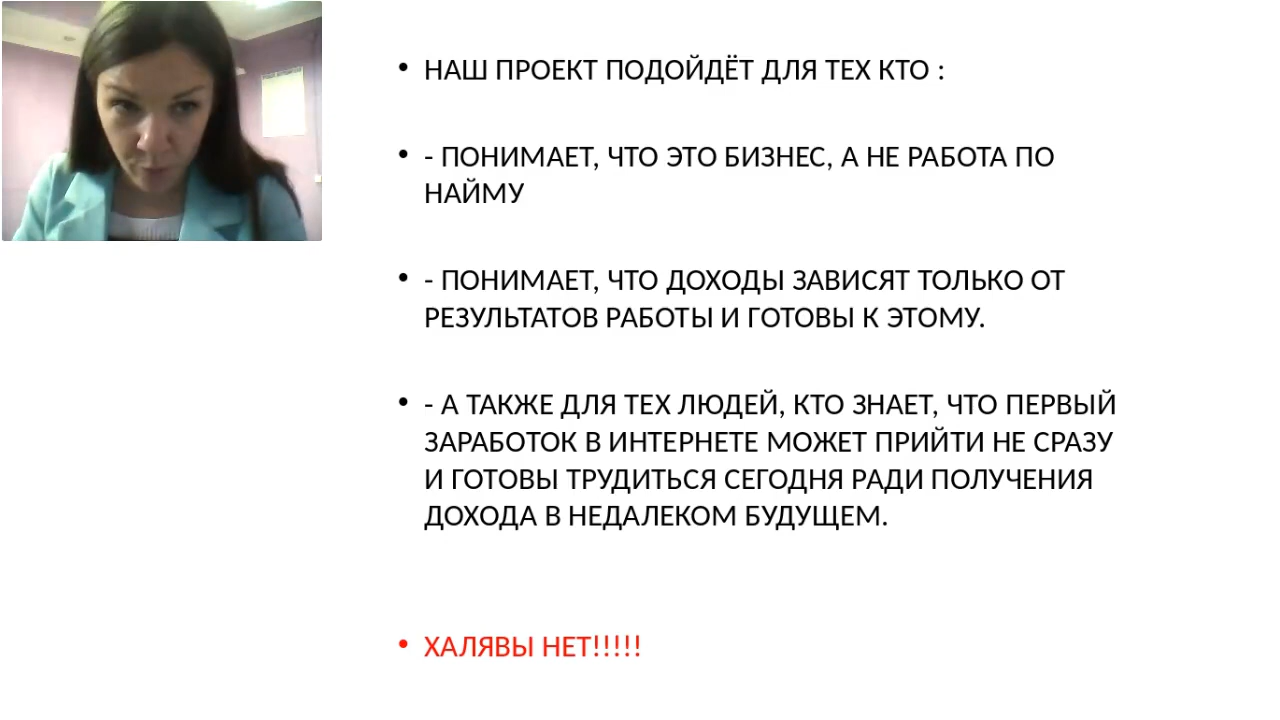 НАШ ПРОЕКТ ПОДОЙДЁТ ДЛЯ ТЕХ КТО :
- ПОНИМАЕТ, ЧТО ЭТО БИЗНЕС, А НЕ РАБОТА ПО
НАЙМУ
- ПОНИМАЕТ, ЧТО ДОХОДЫ ЗАВИСЯТ ТОЛЬКО ОТ
РЕЗУЛЬТАТОВ РАБОТЫ И ГОТОВЫ К ЭТОМУ.
- А ТАКЖЕ ДЛЯ ТЕХ ЛЮДЕЙ, КТО ЗНАЕТ, ЧТО ПЕРВЫЙ
ЗАРАБОТОК В ИНТЕРНЕТЕ МОЖЕТ ПРИЙТИ НЕ СРАЗУ
И ГОТОВЫ ТРУДИТЬСЯ СЕГОДНЯ РАДИ ПОЛУЧЕНИЯ
ДОХОДА В НЕДАЛЕКОМ БУДУЩЕМ.
ХАЛЯВЫ НЕТ!!!!!